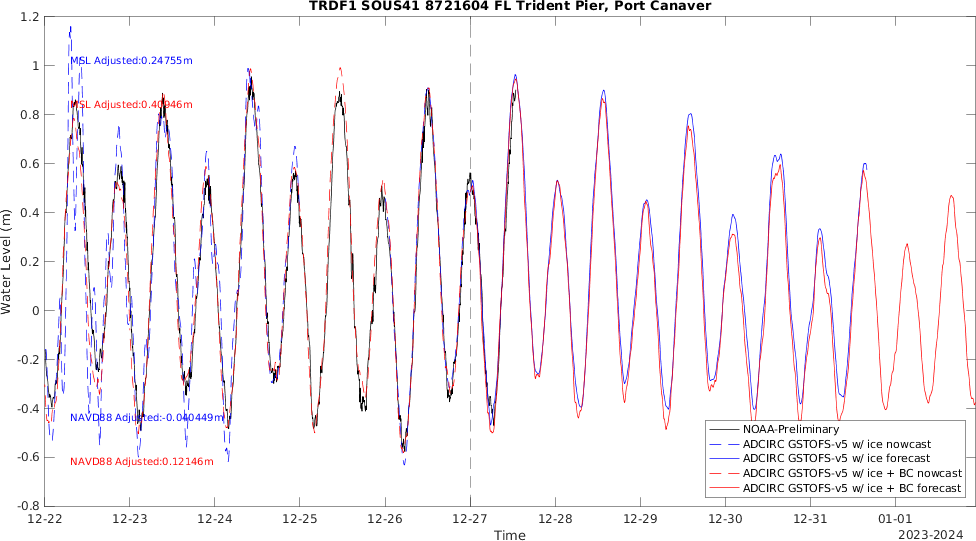 TRDF1 SOUS41 8721604 FL Trident Pier, Port Canaver
1.2
1
0.8
0.6
0.4
0.2
0
-0.2
-0.4
-0.6
-0.8
Water Level (m)
MSL Adjusted:0.24755m
MSL Adjusted:0.40946m
NAVD88 Adjusted:-0.040449m
NAVD88 Adjusted:0.12146m
NOAA-Preliminary
ADCIRC GSTOFS-v5 w/ ice nowcast
ADCIRC GSTOFS-v5 w/ ice forecast
ADCIRC GSTOFS-v5 w/ ice + BC nowcast
ADCIRC GSTOFS-v5 w/ ice + BC forecast
12-22 12-23 12-24 12-25 12-26 12-27 12-28 12-29 12-30 12-31 01-01
Time
2023-2024